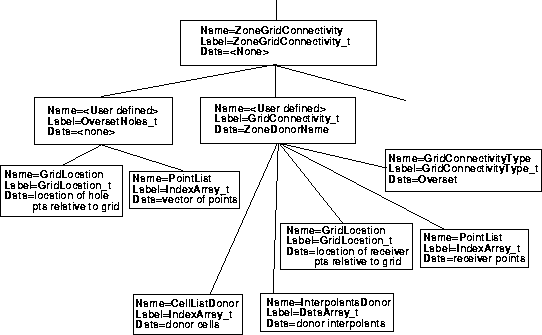 Name=ZoneGridConnectivity
Label=ZoneGridConnectivity_t
Data=<None>
Name=<User defined>
Label=OversetHoles_t
Data=<none>
Name=<User defined>
Label=GridConnectivity_t
Data=ZoneDonorName
Name=GridConnectivityType
Label=GridConnectivityType_t
Data=Overset
Name=GridLocation
Label=GridLocation_t
Data=location of hole
pts relative to grid
Name=PointList
Label=IndexArray_t
Data=vector of points
Name=GridLocation
Label=GridLocation_t
Data=location of receiver
pts relative to grid
Name=PointList
Label=IndexArray_t
Data=receiver points
Name=CellListDonor
Label=IndexArray_t
Data=donor cells
Name=InterpolantsDonor
Label=DataArray_t
Data=donor interpolants